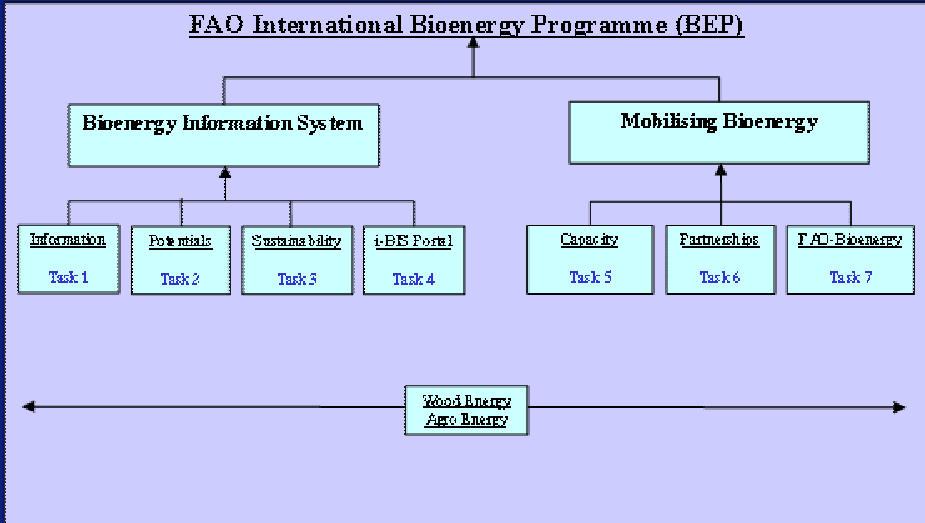 FAO International Bioenergy Programme (BEP)
Bioenergy Information System
Mobilising Bioenergy
Information
Task 1
Potentials
Task 2
Sustainability
Task 3
i-BIS Portal
Task 4
Capacity
Task 5
Partnerships
Task 6
FAO-Bioenergy
Task 7
Wood Energy
Agro Energy